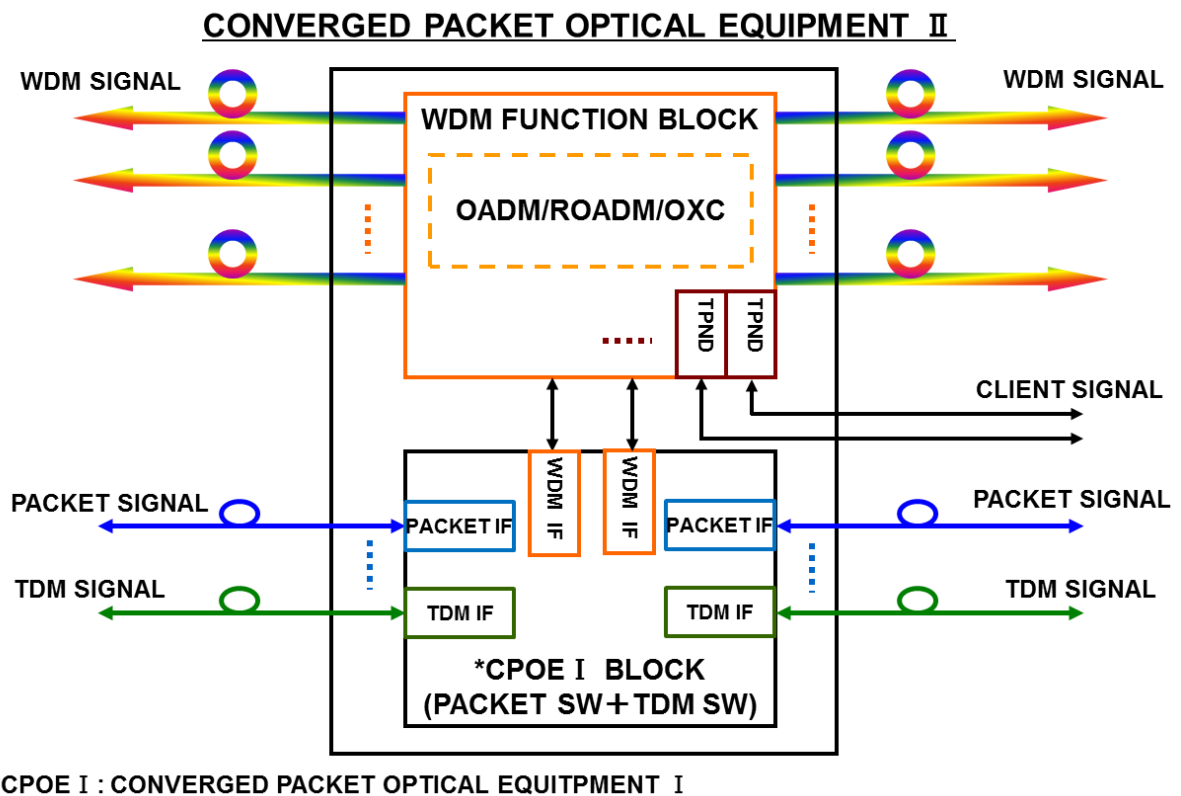 CONVERGED PACKET OPTICAL EQUIPMENT Ⅱ
WDM SIGNAL
WDM SIGNAL
WDM FUNCTION BLOCK
OADM/ROADM/OXC
TPND
TPND
CLIENT SIGNAL
WDM IF
WDM IF
PACKET SIGNAL
PACKET IF
PACKET IF
PACKET SIGNAL
TDM SIGNAL
TDM IF
TDM IF
TDM SIGNAL
*CPOE Ⅰ BLOCK
(PACKET SW+TDM SW)
CPOE Ⅰ : CONVERGED PACKET OPTICAL EQUITPMENT Ⅰ